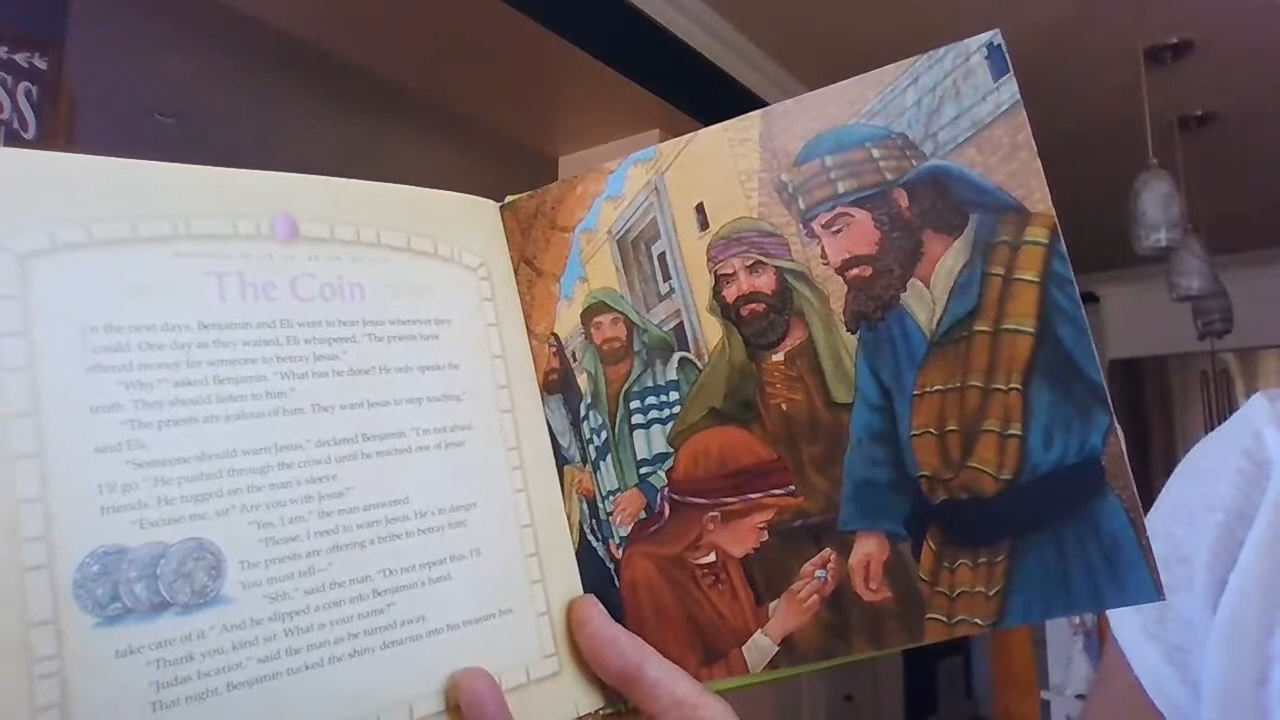 SS
The Coin
n the next days, Benjamin and Eli went to hear Jesus whenever they
could. One day as they waited, Eli whispered, "The priests have
offered money for someone to betray Jesus."
"Why?" asked Benjamin. "What has he done? He only speaks the
truth. They should listen to him."
"The priests are jealous of him. They want Jesus to stop teaching,"
said Eli.
"Someone should warn Jesus," declared Benjamin. "I'm not afraid.
I'll go." He pushed through the crowd until he reached one of Jesus'
friends. He tugged on the man's sleeve.
"Excuse me, sir? Are you with Jesus?"
"Yes, I am," the man answered.
"Please, I need to warn Jesus. He's in danger.
The priests are offering a bribe to betray him.
You must tell—"
"Shh," said the man. "Do not repeat this. I'll
take care of it." And he slipped a coin into Benjamin's hand.
"Thank you, kind sir. What is your name?"
"Judas Iscariot," said the man as he turned away.
That night, Benjamin tucked the shiny denarius into his treasure box.